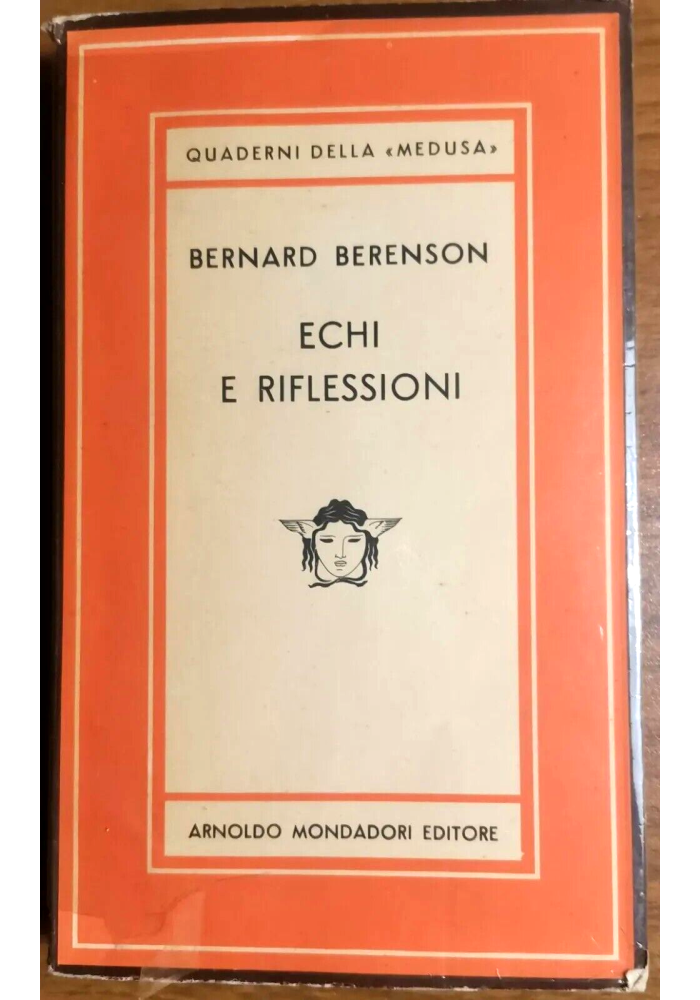 QUADERNI DELLA «MEDUSA»
BERNARD BERENSON
ECHI
E RIFLESSIONI
ARNOLDO MONDADORI EDITORE